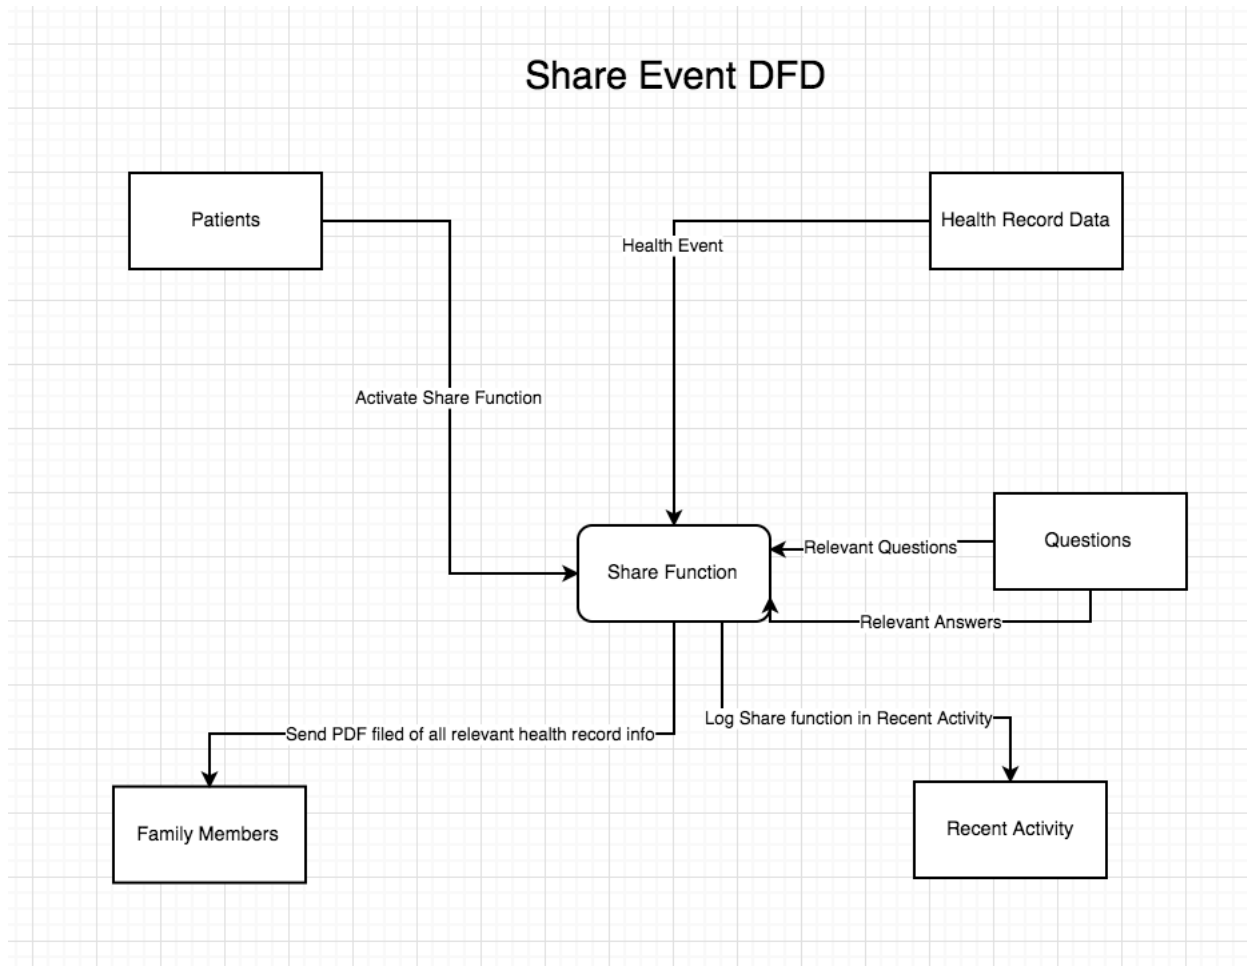 Share Event DFD
Patients
Health Record Data
Health Event
Activate Share Function
Questions
Relevant Questions
Share Function
Relevant Answers
Log Share function in Recent Activity
Send PDF filed of all relevant health record info
Family Members
Recent Activity